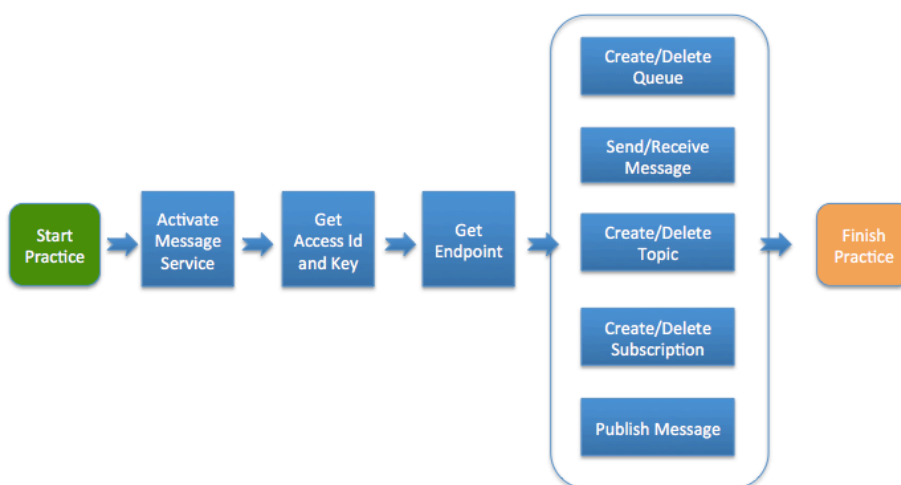 Start
Practice
Activate
Message
Service
Get
Access Id
and Key
Get
Endpoint
Create/Delete
Queue
Send/Receive
Message
Create/Delete
Topic
Create/Delete
Subscription
Publish Message
Finish
Practice